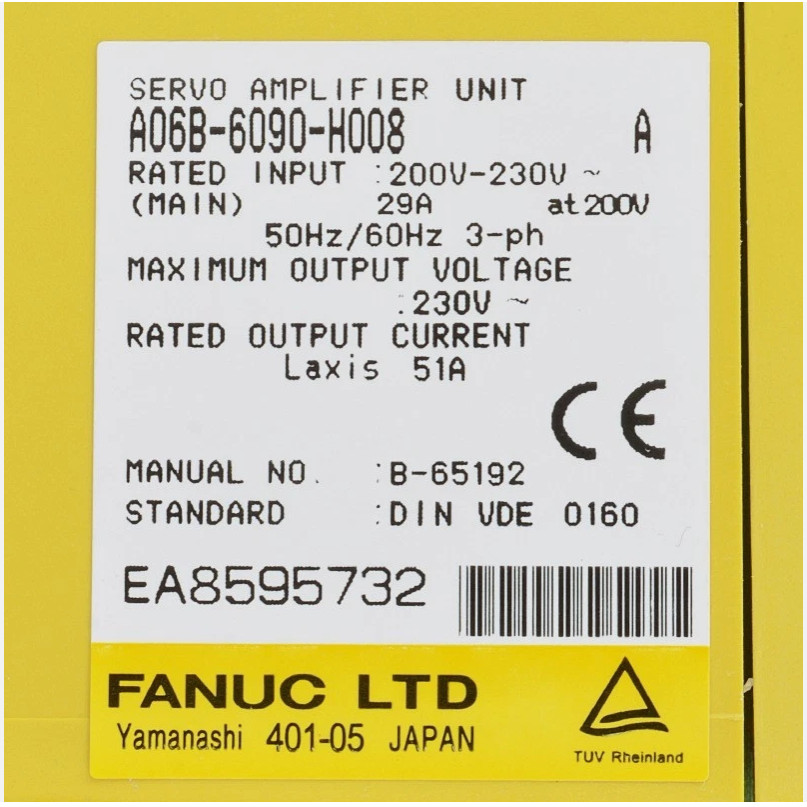 SERVO AMPLIFIER UNIT
A06B-6090-H008 A
RATED INPUT :200V-230V ~
(MAIN) 29A at 200V
50Hz/60Hz 3-ph
MAXIMUM OUTPUT VOLTAGE
:230V ~
RATED OUTPUT CURRENT
Laxis 51A
CE
MANUAL NO. :B-65192
STANDARD :DIN VDE 0160
EA8595732
FANUC LTD
Yamanashi 401-05 JAPAN
TUV Rheinland